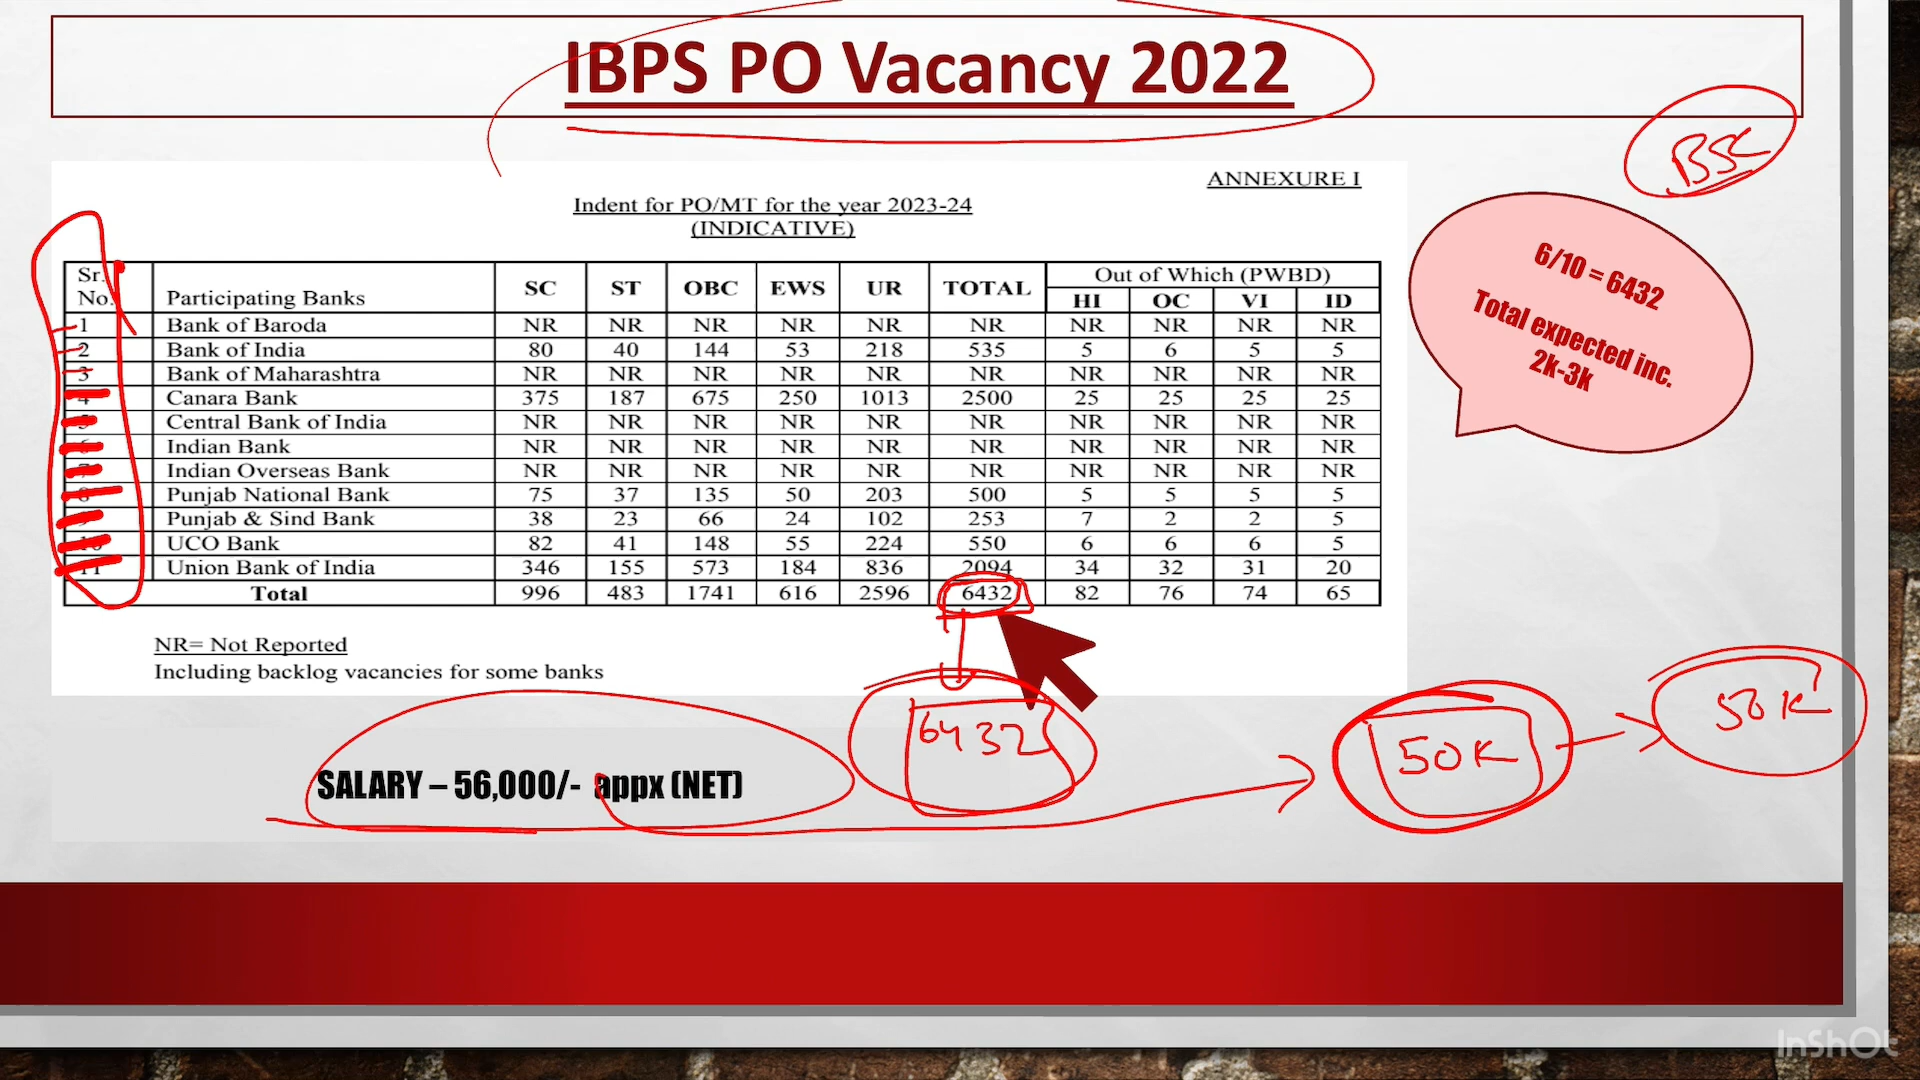 IBPS PO Vacancy 2022
BSC
ANNEXURE I
Indent for PO/MT for the year 2023-24
(INDICATIVE)
Sr. No. Participating Banks SC ST OBC EWS UR TOTAL Out of Which (PWBD)
HI OC VI ID
1 Bank of Baroda NR NR NR NR NR NR NR NR NR NR
2 Bank of India 80 40 144 53 218 535 5 6 5 5
3 Bank of Maharashtra NR NR NR NR NR NR NR NR NR NR
4 Canara Bank 375 187 675 250 1013 2500 25 25 25 25
5 Central Bank of India NR NR NR NR NR NR NR NR NR NR
6 Indian Bank NR NR NR NR NR NR NR NR NR NR
7 Indian Overseas Bank NR NR NR NR NR NR NR NR NR NR
8 Punjab National Bank 75 37 135 50 203 500 5 5 5 5
9 Punjab & Sind Bank 38 23 66 24 102 253 7 2 2 5
10 UCO Bank 82 41 148 55 224 550 6 6 6 5
11 Union Bank of India 346 155 573 184 836 2094 34 32 31 20
Total 996 483 1741 616 2596 6432 82 76 74 65
NR= Not Reported
Including backlog vacancies for some banks
6/10 = 6432
Total expected inc.
2k-3k
6432
50K
50K
SALARY – 56,000/- appx (NET)
InShOt